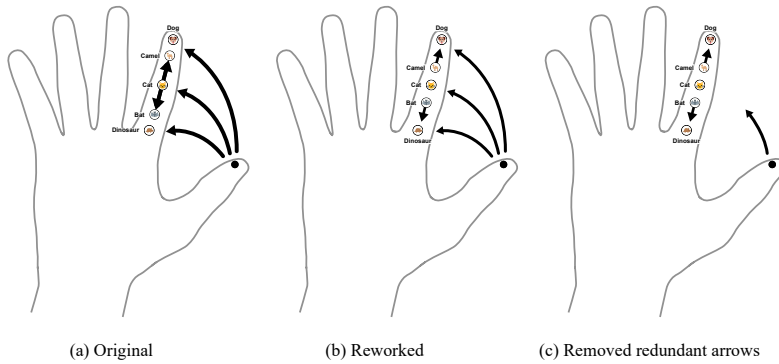 Dog
Camel
Cat
Bat
Dinosaur
Dog
Camel
Cat
Bat
Dinosaur
Dog
Camel
Cat
Bat
Dinosaur
(a) Original
(b) Reworked
(c) Removed redundant arrows